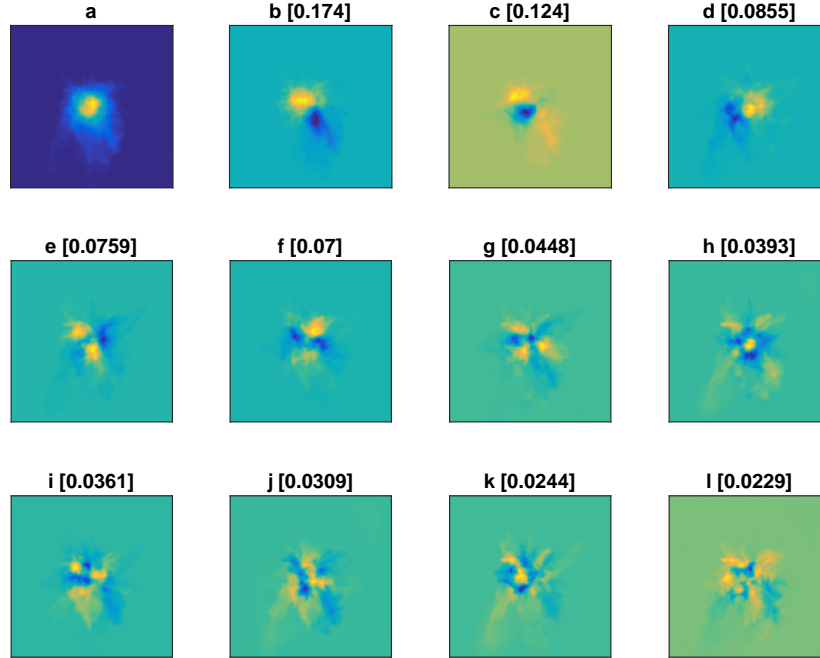 a
b [0.174]
c [0.124]
d [0.0855]
e [0.0759]
f [0.07]
g [0.0448]
h [0.0393]
i [0.0361]
j [0.0309]
k [0.0244]
l [0.0229]